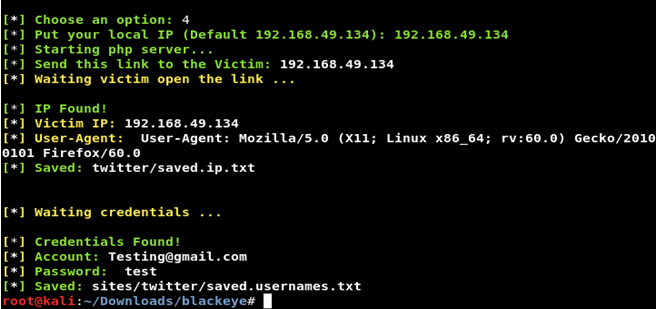 [*] Choose an option: 4
[*] Put your local IP (Default 192.168.49.134): 192.168.49.134
[*] Starting php server...
[*] Send this link to the Victim: 192.168.49.134
[*] Waiting victim open the link ...
[*] IP Found!
[*] Victim IP: 192.168.49.134
[*] User-Agent:  User-Agent: Mozilla/5.0 (X11; Linux x86_64; rv:60.0) Gecko/2010
0101 Firefox/60.0
[*] Saved: twitter/saved.ip.txt
[*] Waiting credentials ...
[*] Credentials Found!
[*] Account: Testing@gmail.com
[*] Password:  test
[*] Saved: sites/twitter/saved.usernames.txt
root@kali:~/Downloads/blackeye#